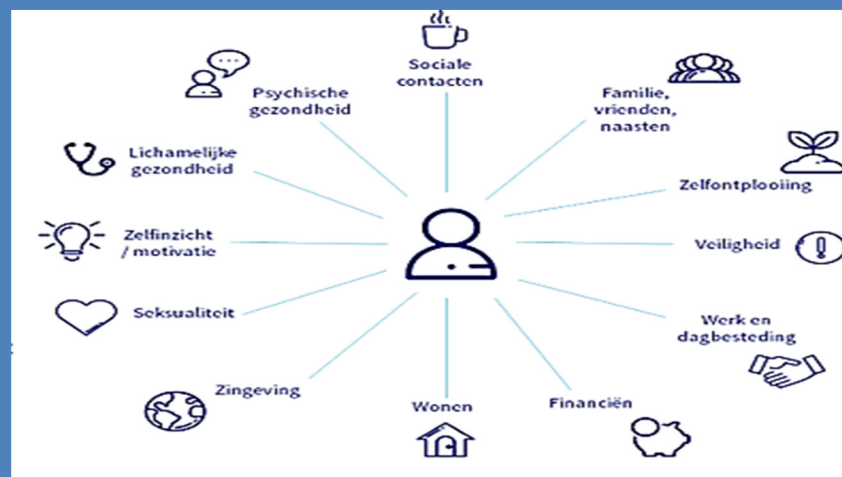 Sociale
contacten
Familie,
vrienden,
naasten
Zelfontplooiing
Veiligheid
Werk en
dagbesteding
Financiën
Wonen
Zingeving
Seksualiteit
Zelfinzicht
/ motivatie
Lichamelijke
gezondheid
Psychische
gezondheid